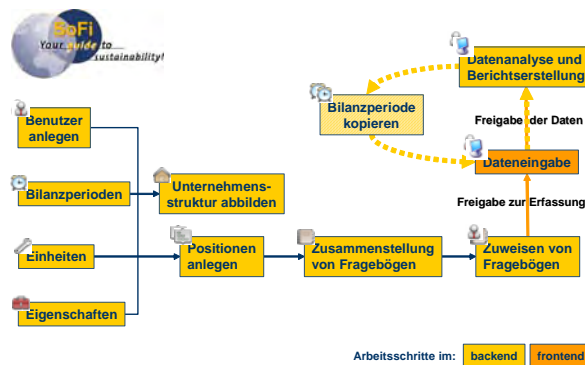 SoFi
Your guide to
sustainability!
Datenanalyse und
Berichtserstellung
Bilanzperiode
kopieren
Freigabe der Daten
Benutzer
anlegen
Dateneingabe
Bilanzperioden
Unternehmens-
struktur abbilden
Freigabe zur Erfassung
Einheiten
Positionen
anlegen
Zusammenstellung
von Fragebögen
Zuweisen von
Fragebögen
Eigenschaften
Arbeitsschritte im:
backend
frontend